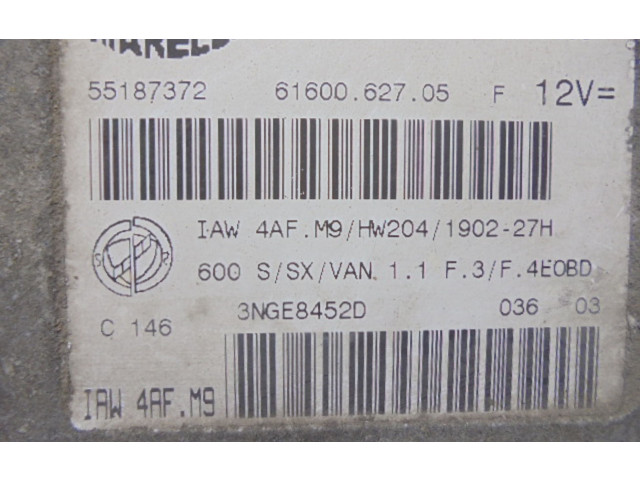 MARELLI
55187372 61600.627.05 F 12V=
IAW 4AF.M9/HW204/1902-27H
600 S/SX/VAN 1.1 F.3/F.4EOBD
3NGE8452D 036 03
C 146
IAW 4AF.M9